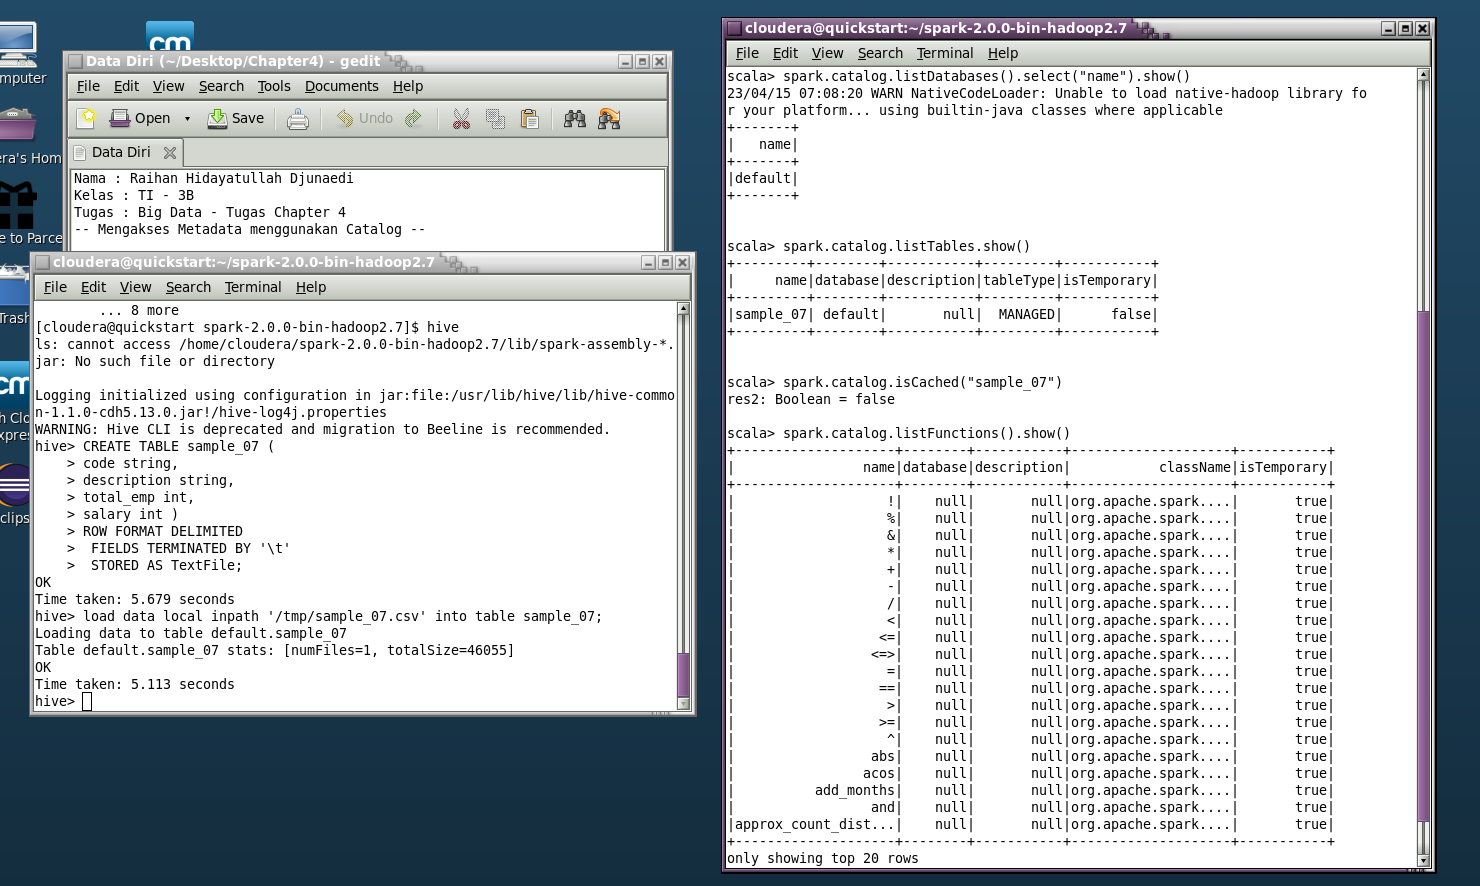 mputer
era's Hom
e to Parce
Trash
h Clo
xpres
clips
cm
cm
Data Diri (~/Desktop/Chapter4) - gedit
File Edit View Search Tools Documents Help
Open Save Undo
Data Diri
Nama : Raihan Hidayatullah Djunaedi
Kelas : TI - 3B
Tugas : Big Data - Tugas Chapter 4
-- Mengakses Metadata menggunakan Catalog --
cloudera@quickstart:~/spark-2.0.0-bin-hadoop2.7
File Edit View Search Terminal Help
        ... 8 more
[cloudera@quickstart spark-2.0.0-bin-hadoop2.7]$ hive
ls: cannot access /home/cloudera/spark-2.0.0-bin-hadoop2.7/lib/spark-assembly-*.
jar: No such file or directory
Logging initialized using configuration in jar:file:/usr/lib/hive/lib/hive-commo
n-1.1.0-cdh5.13.0.jar!/hive-log4j.properties
WARNING: Hive CLI is deprecated and migration to Beeline is recommended.
hive> CREATE TABLE sample_07 (
    > code string,
    > description string,
    > total_emp int,
    > salary int )
    > ROW FORMAT DELIMITED
    >  FIELDS TERMINATED BY '\t'
    >  STORED AS TextFile;
OK
Time taken: 5.679 seconds
hive> load data local inpath '/tmp/sample_07.csv' into table sample_07;
Loading data to table default.sample_07
Table default.sample_07 stats: [numFiles=1, totalSize=46055]
OK
Time taken: 5.113 seconds
hive>
cloudera@quickstart:~/spark-2.0.0-bin-hadoop2.7
File Edit View Search Terminal Help
scala> spark.catalog.listDatabases().select("name").show()
23/04/15 07:08:20 WARN NativeCodeLoader: Unable to load native-hadoop library fo
r your platform... using builtin-java classes where applicable
+-------+
|   name|
+-------+
|default|
+-------+
scala> spark.catalog.listTables.show()
+---------+--------+-----------+---------+-----------+
|     name|database|description|tableType|isTemporary|
+---------+--------+-----------+---------+-----------+
|sample_07| default|       null|  MANAGED|      false|
+---------+--------+-----------+---------+-----------+
scala> spark.catalog.isCached("sample_07")
res2: Boolean = false
scala> spark.catalog.listFunctions().show()
+--------------------+--------+-----------+--------------------+-----------+
|                name|database|description|           className|isTemporary|
+--------------------+--------+-----------+--------------------+-----------+
|                   !|    null|       null|org.apache.spark....|       true|
|                   %|    null|       null|org.apache.spark....|       true|
|                   &|    null|       null|org.apache.spark....|       true|
|                   *|    null|       null|org.apache.spark....|       true|
|                   +|    null|       null|org.apache.spark....|       true|
|                   -|    null|       null|org.apache.spark....|       true|
|                   /|    null|       null|org.apache.spark....|       true|
|                   <|    null|       null|org.apache.spark....|       true|
|                  <=|    null|       null|org.apache.spark....|       true|
|                 <=>|    null|       null|org.apache.spark....|       true|
|                   =|    null|       null|org.apache.spark....|       true|
|                  ==|    null|       null|org.apache.spark....|       true|
|                   >|    null|       null|org.apache.spark....|       true|
|                  >=|    null|       null|org.apache.spark....|       true|
|                   ^|    null|       null|org.apache.spark....|       true|
|                 abs|    null|       null|org.apache.spark....|       true|
|                acos|    null|       null|org.apache.spark....|       true|
|          add_months|    null|       null|org.apache.spark....|       true|
|                 and|    null|       null|org.apache.spark....|       true|
|approx_count_dist...|    null|       null|org.apache.spark....|       true|
+--------------------+--------+-----------+--------------------+-----------+
only showing top 20 rows